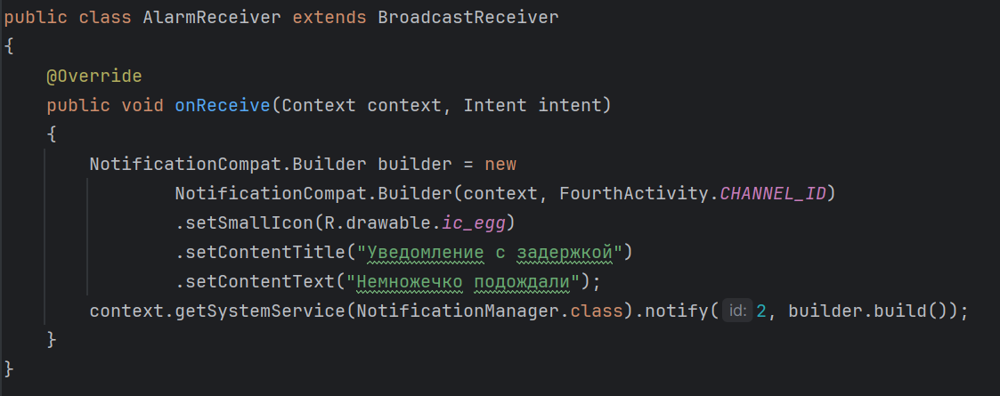 public class AlarmReceiver extends BroadcastReceiver
{
@Override
public void onReceive(Context context, Intent intent)
{
NotificationCompat.Builder builder = new
NotificationCompat.Builder(context, FourthActivity.CHANNEL_ID)
.setSmallIcon(R.drawable.ic_egg)
.setContentTitle("Уведомление с задержкой")
.setContentText("Немножечко подождали");
context.getSystemService(NotificationManager.class).notify(id: 2, builder.build());
}
}